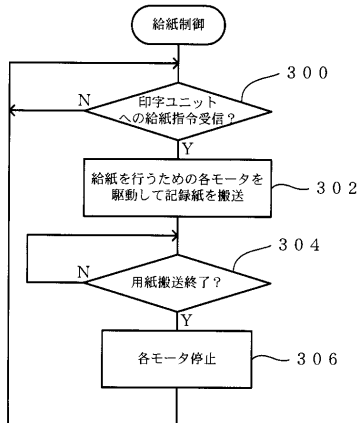 給紙制御
300
印字ユニット
への給紙指令受信？
N
Y
給紙を行うための各モータを
駆動して記録紙を搬送
302
304
用紙搬送終了？
N
Y
各モータ停止
306